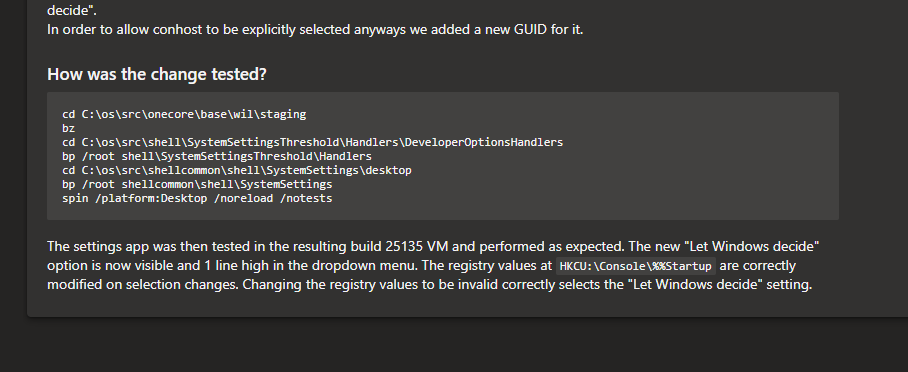 decide".
In order to allow conhost to be explicitly selected anyways we added a new GUID for it.
How was the change tested?
cd C:\os\src\onecore\base\wil\staging
bz
cd C:\os\src\shell\SystemSettingsThreshold\Handlers\DeveloperOptionsHandlers
bp /root shell\SystemSettingsThreshold\Handlers
cd C:\os\src\shellcommon\shell\SystemSettings\desktop
bp /root shellcommon\shell\SystemSettings
spin /platform:Desktop /noreload /notests
The settings app was then tested in the resulting build 25135 VM and performed as expected. The new "Let Windows decide"
option is now visible and 1 line high in the dropdown menu. The registry values at HKCU:\Console\%%Startup are correctly
modified on selection changes. Changing the registry values to be invalid correctly selects the "Let Windows decide" setting.